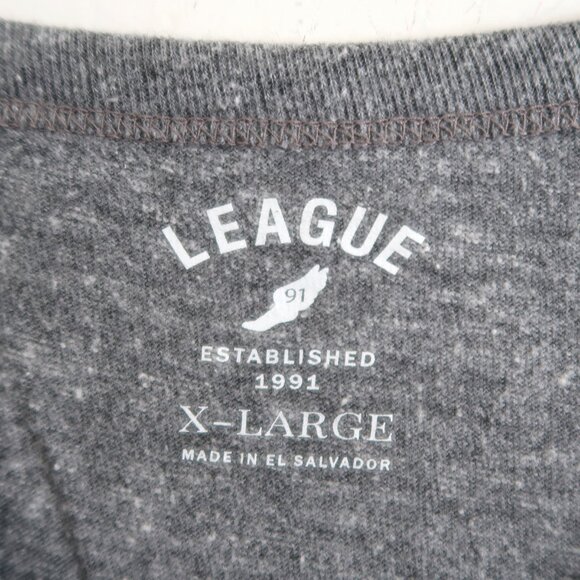 LEAGUE
91
ESTABLISHED
1991
X-LARGE
MADE IN EL SALVADOR